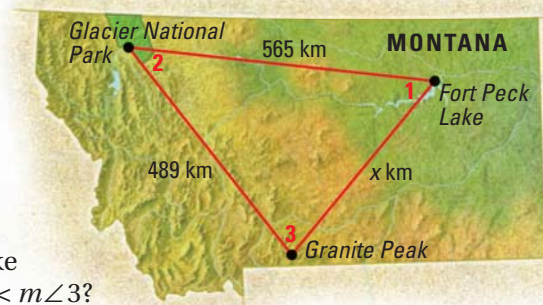 Glacier National
Park
565 km
MONTANA
2
1
Fort Peck
Lake
489 km
x km
3
Granite Peak
ke
< m∠3?